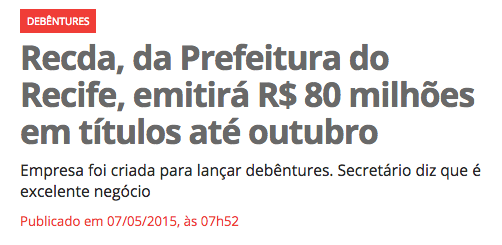 DEBÊNTURES
Recda, da Prefeitura do
Recife, emitirá R$ 80 milhões
em títulos até outubro
Empresa foi criada para lançar debêntures. Secretário diz que é
excelente negócio
Publicado em 07/05/2015, às 07h52